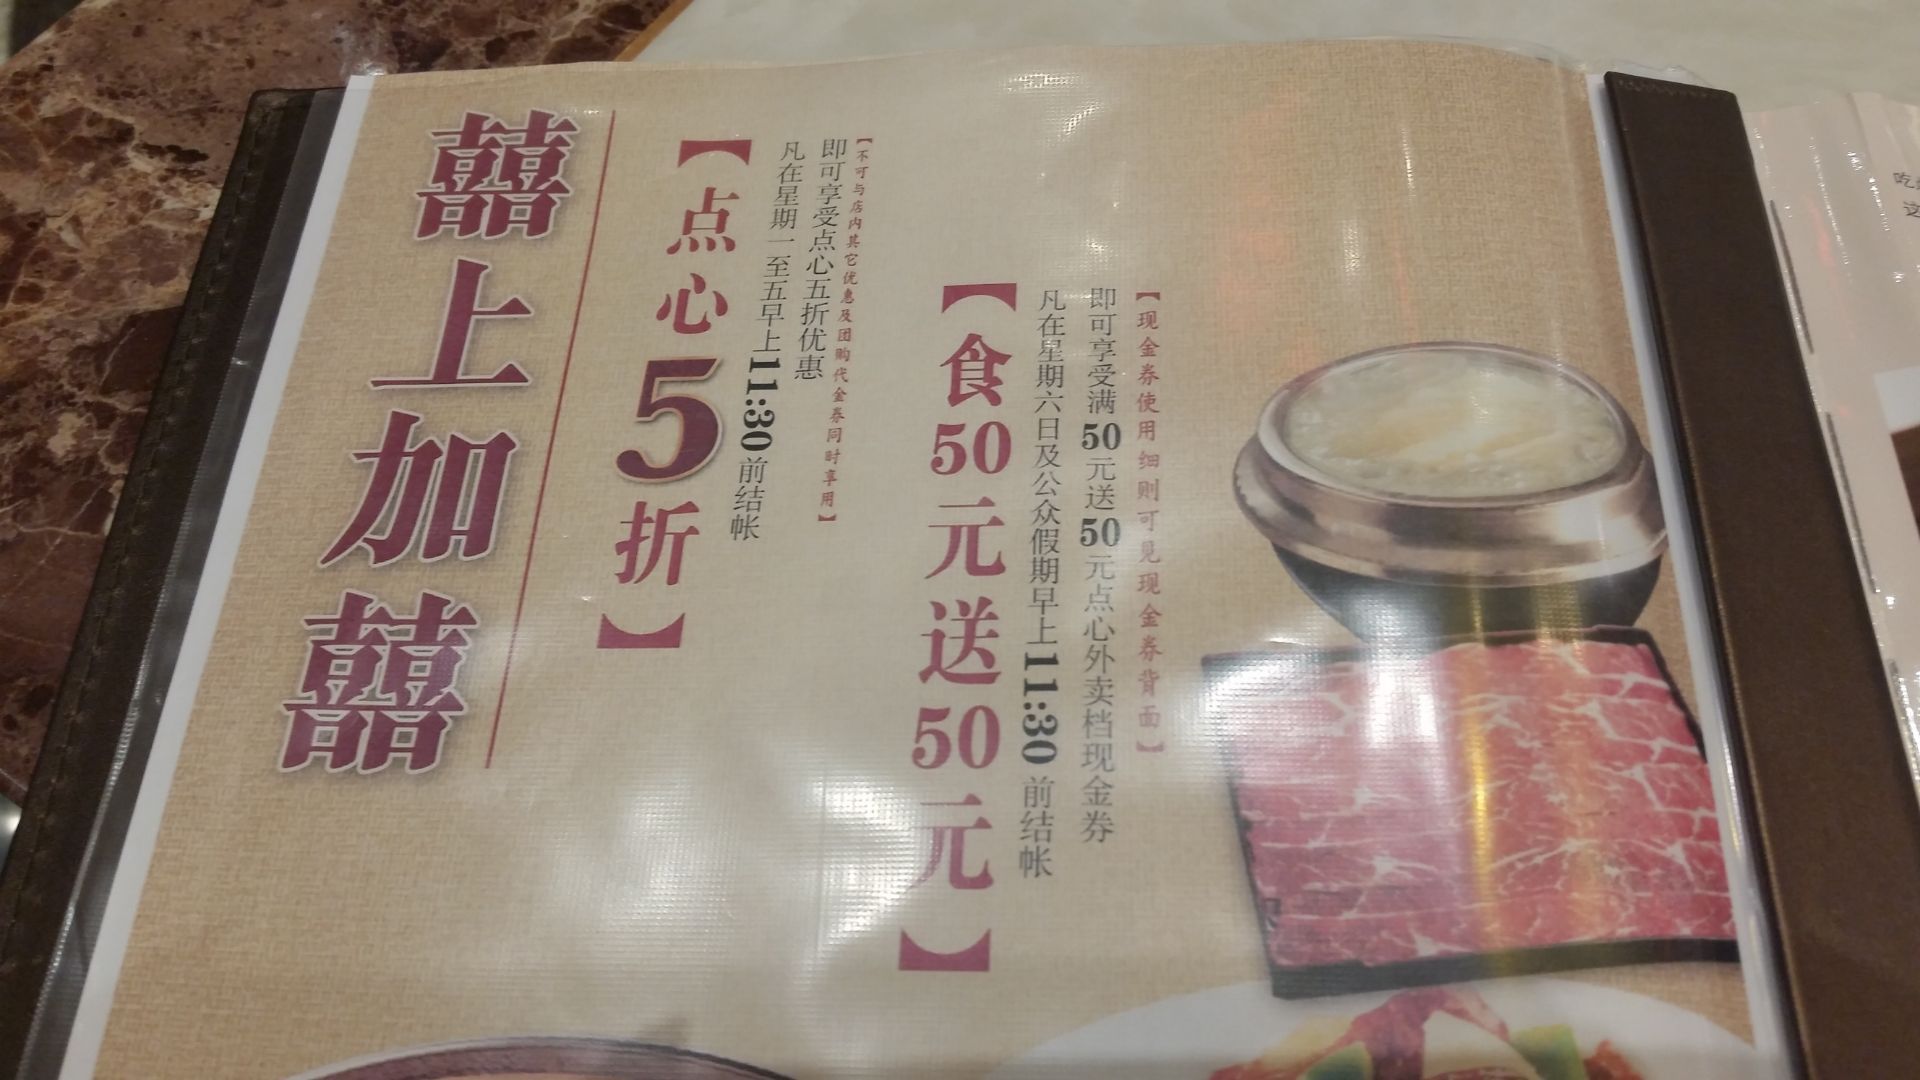 囍上加囍
【点心5折】
凡在星期一至五早上11:30前结帐
即可享受点心五折优惠
【不可与店内其它优惠及团购代金券同时享用】
【食50元送50元】
凡在星期六日及公众假期早上11:30前结帐
即可享受满50元送50元点心外卖档现金券
【现金券使用细则可见现金券背面】
吃
这